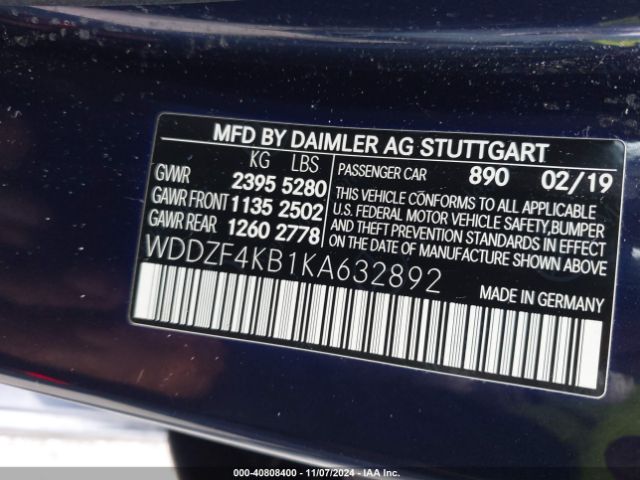 MFD BY DAIMLER AG STUTTGART
KG LBS
GVWR 2395 5280
GAWR FRONT 1135 2502
GAWR REAR 1260 2778
PASSENGER CAR 890 02/19
THIS VEHICLE CONFORMS TO ALL APPLICABLE
U.S. FEDERAL MOTOR VEHICLE SAFETY,BUMPER
AND THEFT PREVENTION STANDARDS IN EFFECT
ON THE DATE OF MANUFACTURE SHOWN ABOVE.
WDDZF4KB1KA632892
MADE IN GERMANY
000 - 40808400 - 11/07/2024 - IAA Inc.